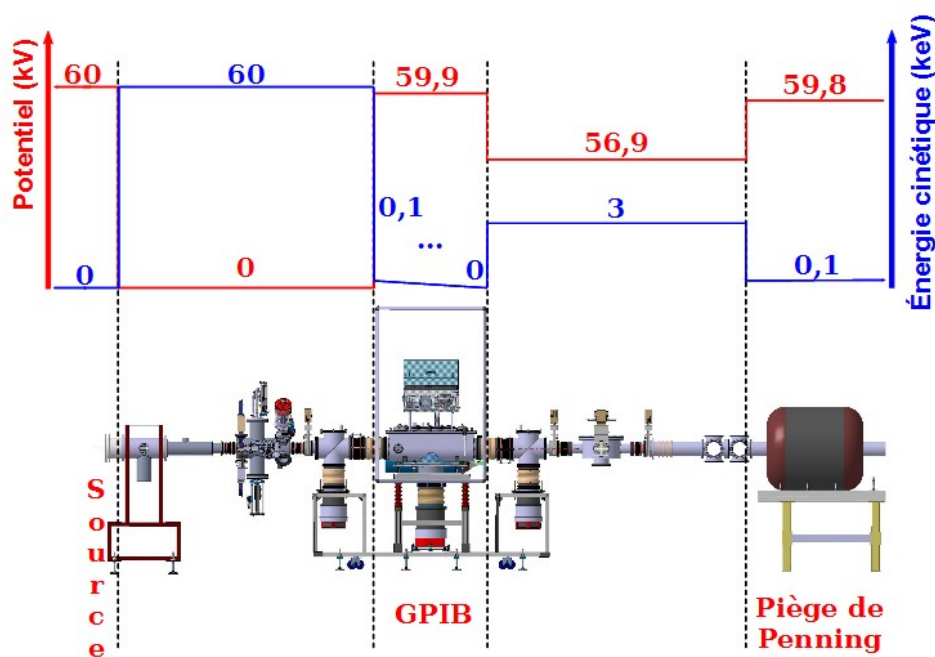 Potentiel (kV)
Énergie cinétique (keV)
60
60
59,9
59,8
56,9
0,1
3
...
0
0
0
0,1
Source
GPIB
Piège de
Penning